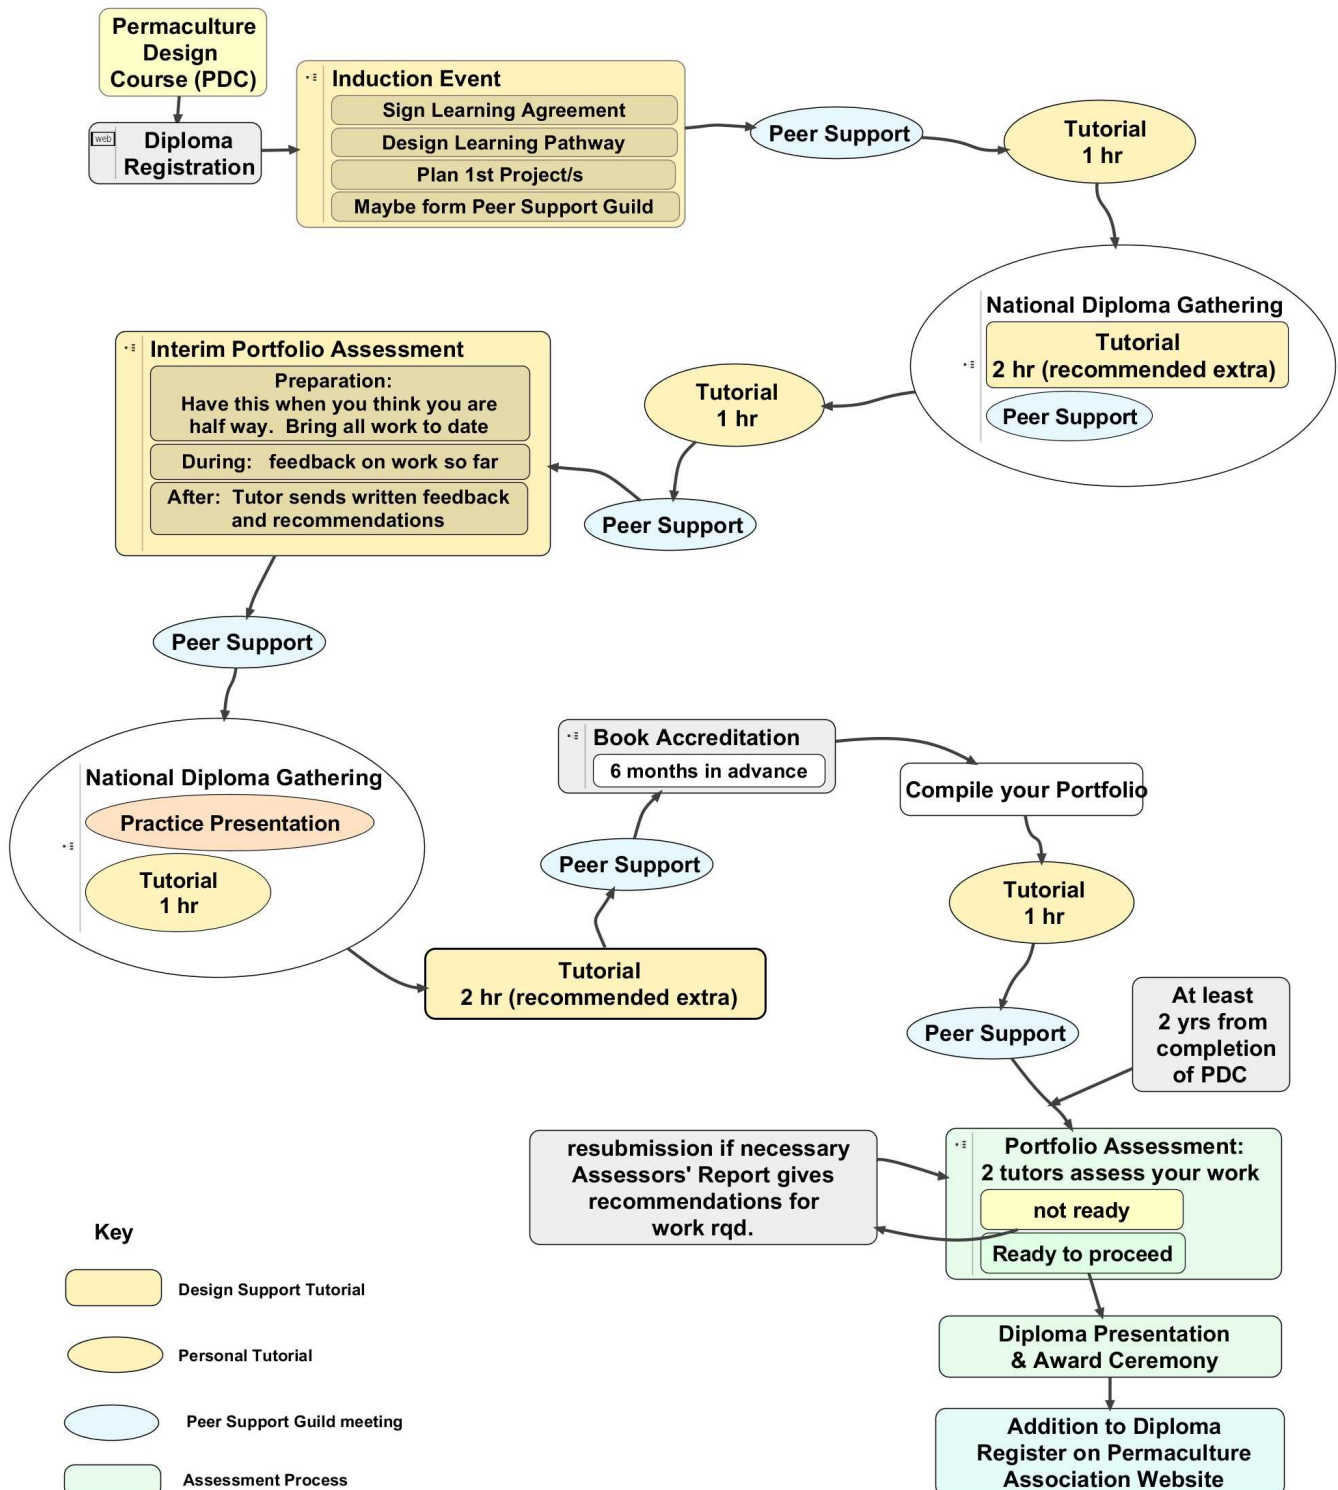 Permaculture
Design
Course (PDC)
web
Diploma
Registration
Induction Event
Sign Learning Agreement
Design Learning Pathway
Plan 1st Project/s
Maybe form Peer Support Guild
Peer Support
Tutorial
1 hr
National Diploma Gathering
Tutorial
2 hr (recommended extra)
Peer Support
Tutorial
1 hr
Peer Support
Interim Portfolio Assessment
Preparation:
Have this when you think you are
half way.  Bring all work to date
During:   feedback on work so far
After:  Tutor sends written feedback
and recommendations
Peer Support
National Diploma Gathering
Practice Presentation
Tutorial
1 hr
Tutorial
2 hr (recommended extra)
Peer Support
Book Accreditation
6 months in advance
Compile your Portfolio
Tutorial
1 hr
Peer Support
At least
2 yrs from
completion
of PDC
Portfolio Assessment:
2 tutors assess your work
not ready
Ready to proceed
resubmission if necessary
Assessors' Report gives
recommendations for
work rqd.
Diploma Presentation
& Award Ceremony
Addition to Diploma
Register on Permaculture
Association Website
Key
Design Support Tutorial
Personal Tutorial
Peer Support Guild meeting
Assessment Process